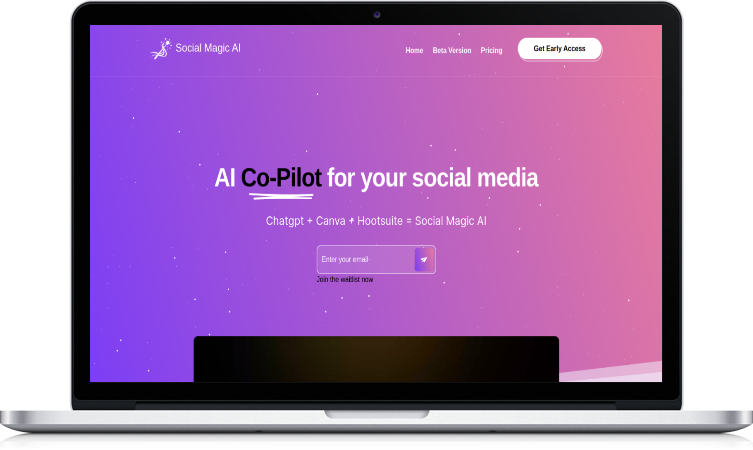 Social Magic AI
Home Beta Version Pricing Get Early Access
AI Co-Pilot for your social media
Chatgpt + Canva + Hootsuite = Social Magic AI
Enter your email
Join the waitlist now